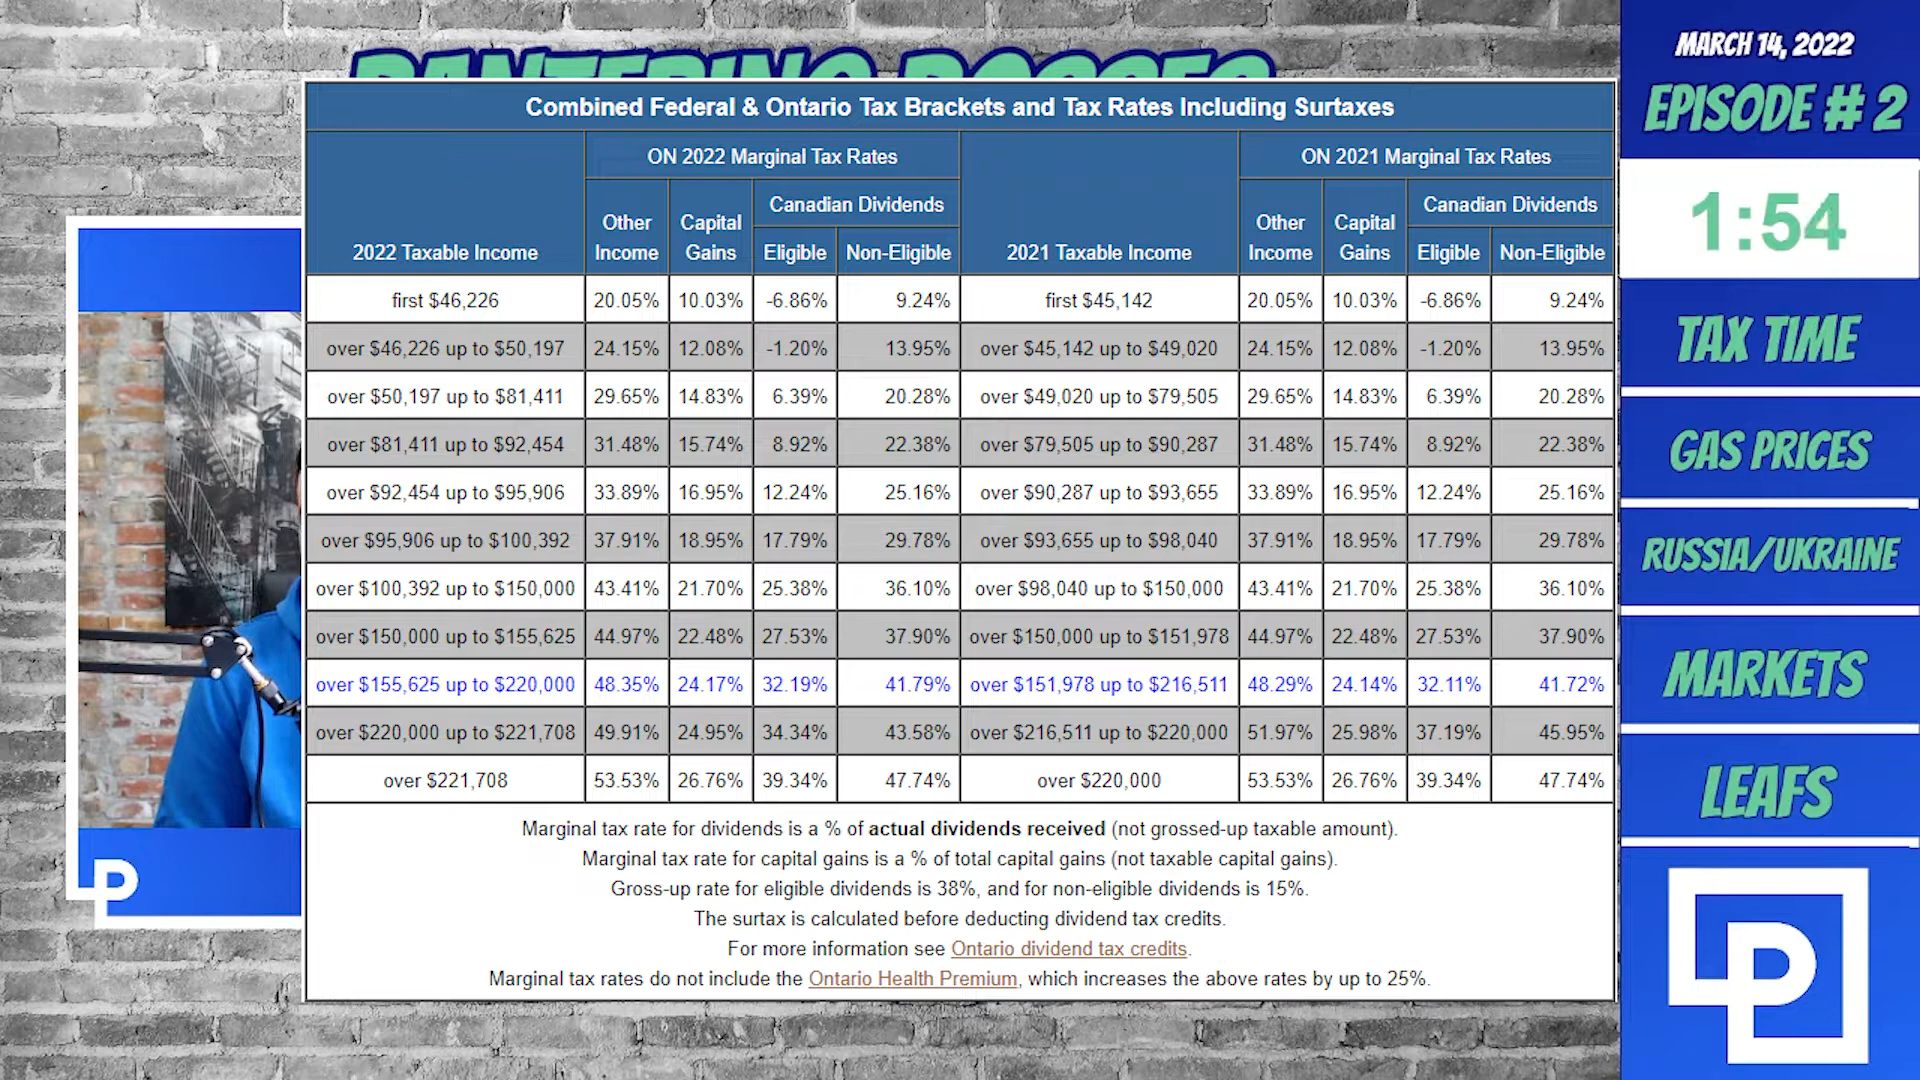 BANTERING BOSSES
Combined Federal & Ontario Tax Brackets and Tax Rates Including Surtaxes
2022 Taxable Income ON 2022 Marginal Tax Rates 2021 Taxable Income ON 2021 Marginal Tax Rates
Other Income Capital Gains Canadian Dividends Other Income Capital Gains Canadian Dividends
Eligible Non-Eligible Eligible Non-Eligible
first $46,226 20.05% 10.03% -6.86% 9.24% first $45,142 20.05% 10.03% -6.86% 9.24%
over $46,226 up to $50,197 24.15% 12.08% -1.20% 13.95% over $45,142 up to $49,020 24.15% 12.08% -1.20% 13.95%
over $50,197 up to $81,411 29.65% 14.83% 6.39% 20.28% over $49,020 up to $79,505 29.65% 14.83% 6.39% 20.28%
over $81,411 up to $92,454 31.48% 15.74% 8.92% 22.38% over $79,505 up to $90,287 31.48% 15.74% 8.92% 22.38%
over $92,454 up to $95,906 33.89% 16.95% 12.24% 25.16% over $90,287 up to $93,655 33.89% 16.95% 12.24% 25.16%
over $95,906 up to $100,392 37.91% 18.95% 17.79% 29.78% over $93,655 up to $98,040 37.91% 18.95% 17.79% 29.78%
over $100,392 up to $150,000 43.41% 21.70% 25.38% 36.10% over $98,040 up to $150,000 43.41% 21.70% 25.38% 36.10%
over $150,000 up to $155,625 44.97% 22.48% 27.53% 37.90% over $150,000 up to $151,978 44.97% 22.48% 27.53% 37.90%
over $155,625 up to $220,000 48.35% 24.17% 32.19% 41.79% over $151,978 up to $216,511 48.29% 24.14% 32.11% 41.72%
over $220,000 up to $221,708 49.91% 24.95% 34.34% 43.58% over $216,511 up to $220,000 51.97% 25.98% 37.19% 45.95%
over $221,708 53.53% 26.76% 39.34% 47.74% over $220,000 53.53% 26.76% 39.34% 47.74%
Marginal tax rate for dividends is a % of actual dividends received (not grossed-up taxable amount).
Marginal tax rate for capital gains is a % of total capital gains (not taxable capital gains).
Gross-up rate for eligible dividends is 38%, and for non-eligible dividends is 15%.
The surtax is calculated before deducting dividend tax credits.
For more information see Ontario dividend tax credits.
Marginal tax rates do not include the Ontario Health Premium, which increases the above rates by up to 25%.
MARCH 14, 2022
EPISODE # 2
1:54
TAX TIME
GAS PRICES
RUSSIA/UKRAINE
MARKETS
LEAFS